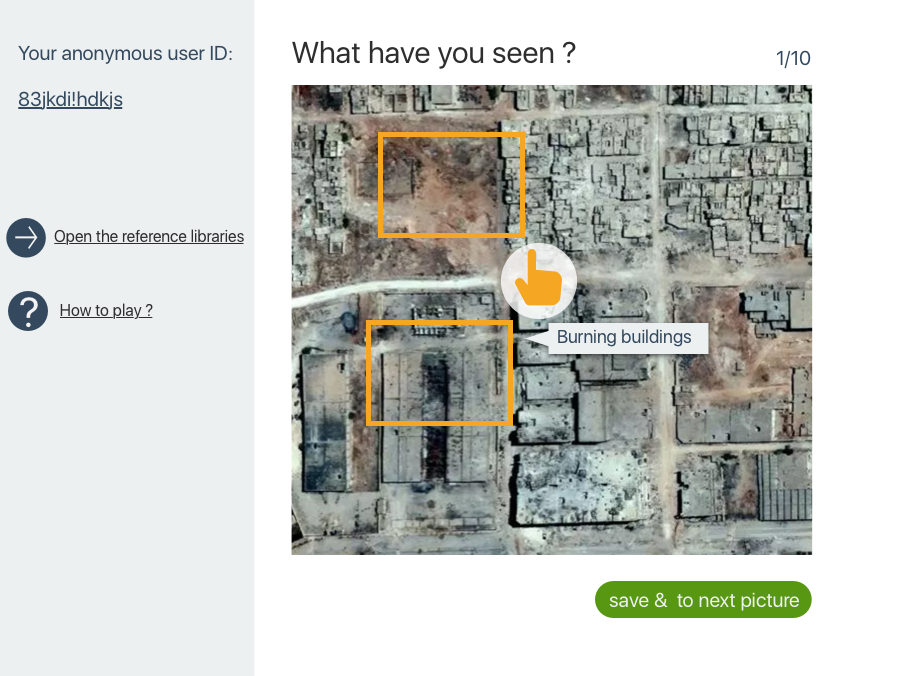 Your anonymous user ID:
83jkdi!hdkjs
Open the reference libraries
How to play ?
What have you seen ?
1/10
Burning buildings
save &  to next picture